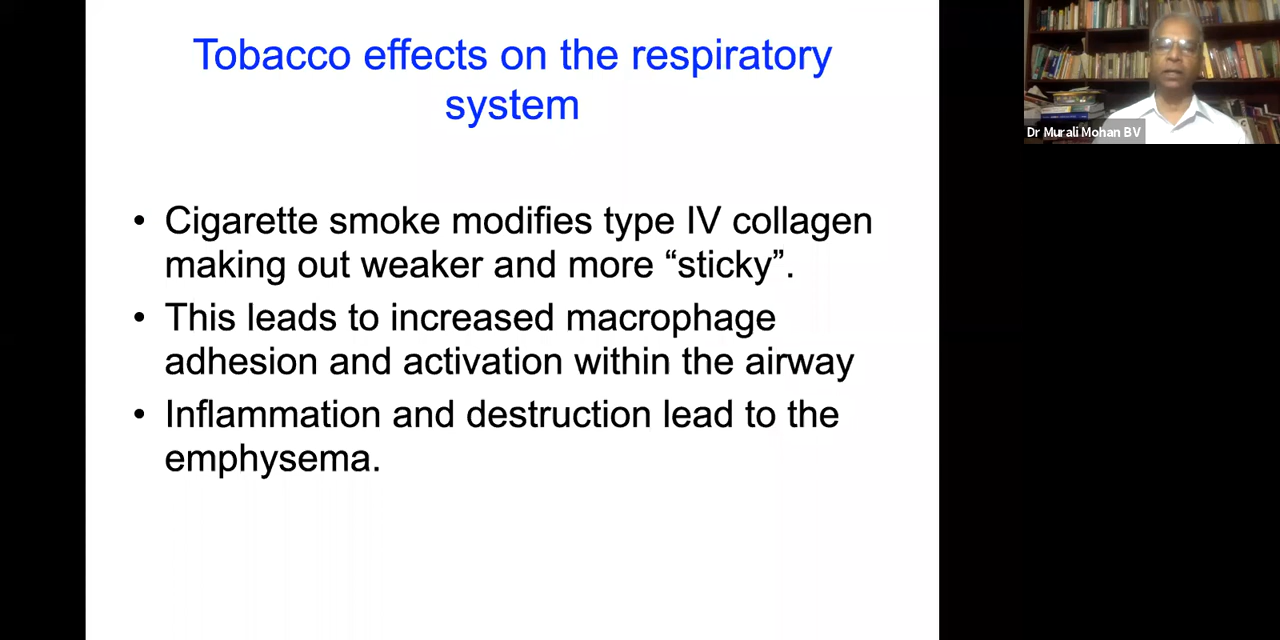 Tobacco effects on the respiratory
system
• Cigarette smoke modifies type IV collagen
making out weaker and more “sticky”.
• This leads to increased macrophage
adhesion and activation within the airway
• Inflammation and destruction lead to the
emphysema.
Dr Murali Mohan BV